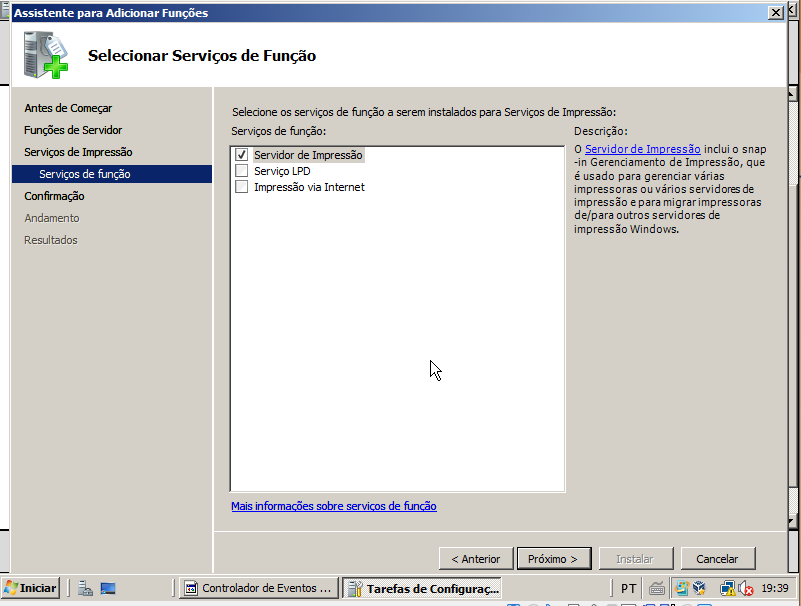 Assistente para Adicionar Funções
Selecionar Serviços de Função
Antes de Começar
Funções de Servidor
Serviços de Impressão
Serviços de função
Confirmação
Andamento
Resultados
Selecione os serviços de função a serem instalados para Serviços de Impressão:
Serviços de função:
Servidor de Impressão
Serviço LPD
Impressão via Internet
Mais informações sobre serviços de função
Descrição:
O Servidor de Impressão inclui o snap
-in Gerenciamento de Impressão, que
é usado para gerenciar várias
impressoras ou vários servidores de
impressão e para migrar impressoras
de/para outros servidores de
impressão Windows.
< Anterior
Próximo >
Instalar
Cancelar
Iniciar
Controlador de Eventos ...
Tarefas de Configuraç...
PT
19:39